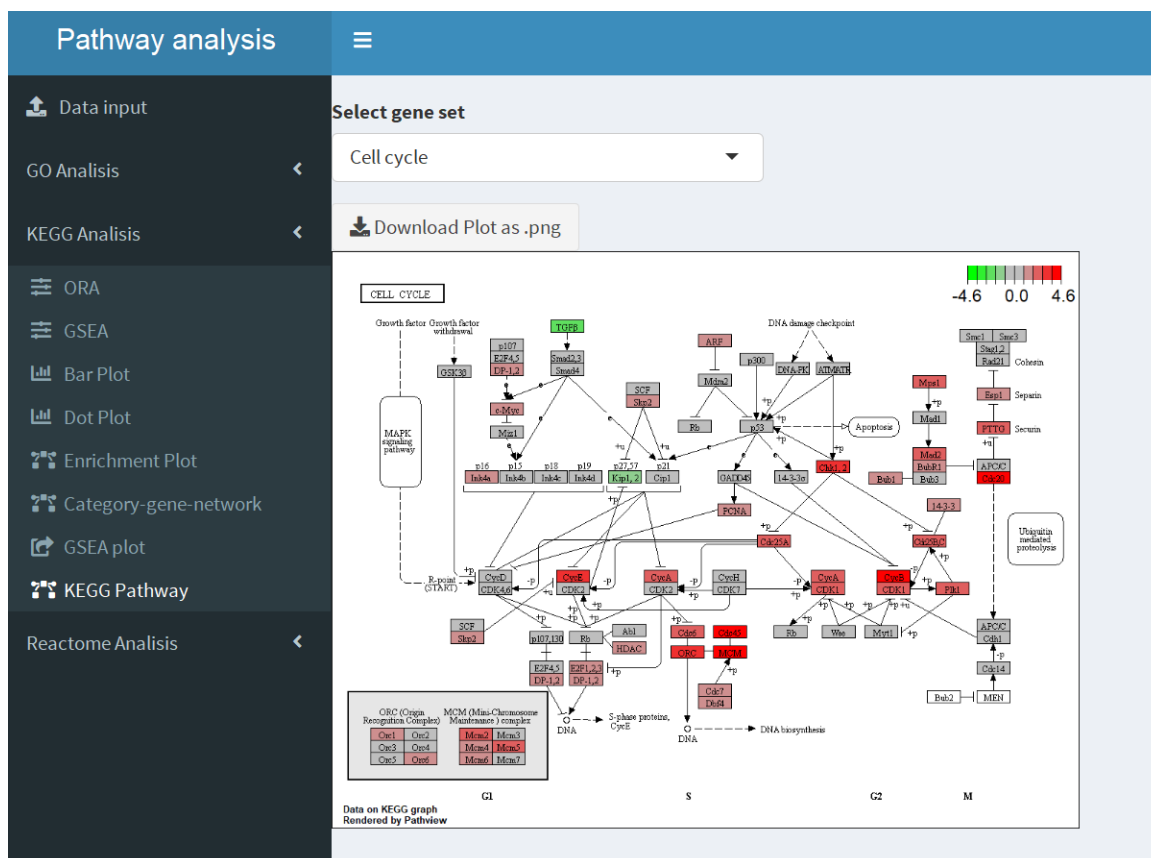 Pathway analysis
Data input
GO Analisis
KEGG Analisis
ORA
GSEA
Bar Plot
Dot Plot
Enrichment Plot
Category-gene-network
GSEA plot
KEGG Pathway
Reactome Analisis
Select gene set
Cell cycle
Download Plot as .png
-4.6 0.0 4.6
CELL CYCLE
Growth factor
Growth factor
withdrawal
TGFβ
DNA damage checkpoint
Smc1 Smc3
Stag1,2
Rad21
Cohesin
p107
E2F4,5
DP-1,2
Smad2,3
Smad4
GSK3β
ARF
p300
DNA-PK
ATMATR
Mdm2
SCF
Skp2
Mps1
Esp1
Separin
c-Myc
Miz1
Rb
p53
Apoptosis
Mad1
PTTG
Securin
MAPK
signaling
pathway
Mad2
BubR1
Bub1
Bub3
APC/C
Cdc20
p16 p15 p18 p19
Ink4a Ink4b Ink4c Ink4d
p27,57 p21
Kip1, 2 Cip1
GADD45
14-3-3σ
Chk1, 2
PCNA
14-3-3
Cdc25A
Cdc25B,C
Ubiquitin
mediated
proteolysis
R-point
(START)
CycD
CDK4,6
CycE
CDK2
CycA
CDK2
CycH
CDK7
CycA
CDK1
CycB
CDK1
Plk1
SCF
Skp2
p107,130
Rb
Abl
HDAC
Cdc6
Cdc45
ORC
MCM
Rb
Wee
Myt1
APC/C
Cdh1
Cdc14
E2F4,5
DP-1,2
E2F1,2,3
DP-1,2
Cdc7
Dbf4
Bub2
MEN
DNA
S-phase proteins,
CycE
DNA
DNA biosynthesis
ORC (Origin
Recognition Complex)
MCM (Mini-Chromosome
Maintenance ) complex
Orc1 Orc2
Orc3 Orc4
Orc5 Orc6
Mcm2 Mcm3
Mcm4 Mcm5
Mcm6 Mcm7
G1 S G2 M
Data on KEGG graph
Rendered by Pathview